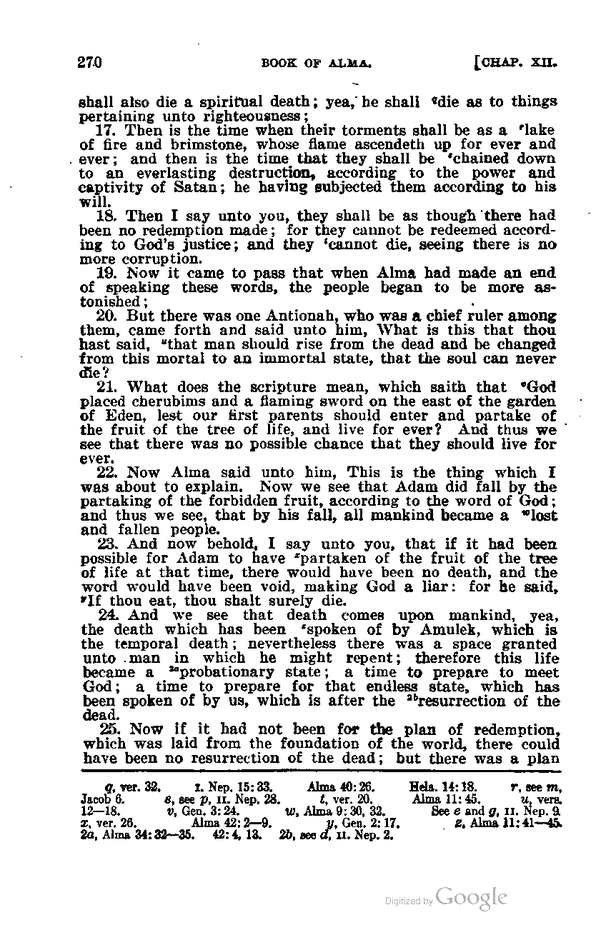 270 BOOK OF ALMA. [CHAP. XII.
shall also die a spiritual death; yea, he shall qdie as to things
pertaining unto righteousness;
17. Then is the time when their torments shall be as a rlake
of fire and brimstone, whose flame ascendeth up for ever and
ever; and then is the time that they shall be schained down
to an everlasting destruction, according to the power and
captivity of Satan; he having subjected them according to his
will.
18. Then I say unto you, they shall be as though there had
been no redemption made; for they cannot be redeemed accord-
ing to God's justice; and they tcannot die, seeing there is no
more corruption.
19. Now it came to pass that when Alma had made an end
of speaking these words, the people began to be more as-
tonished;
20. But there was one Antionah, who was a chief ruler among
them, came forth and said unto him, What is this that thou
hast said, uthat man should rise from the dead and be changed
from this mortal to an immortal state, that the soul can never
die?
21. What does the scripture mean, which saith that vGod
placed cherubims and a flaming sword on the east of the garden
of Eden, lest our first parents should enter and partake of
the fruit of the tree of life, and live for ever? And thus we
see that there was no possible chance that they should live for
ever.
22. Now Alma said unto him, This is the thing which I
was about to explain. Now we see that Adam did fall by the
partaking of the forbidden fruit, according to the word of God;
and thus we see, that by his fall, all mankind became a wlost
and fallen people.
23. And now behold, I say unto you, that if it had been
possible for Adam to have xpartaken of the fruit of the tree
of life at that time, there would have been no death, and the
word would have been void, making God a liar: for he said,
yIf thou eat, thou shalt surely die.
24. And we see that death comes upon mankind, yea,
the death which has been zspoken of by Amulek, which is
the temporal death; nevertheless there was a space granted
unto man in which he might repent; therefore this life
became a 2aprobationary state; a time to prepare to meet
God; a time to prepare for that endless state, which has
been spoken of by us, which is after the 2bresurrection of the
dead.
25. Now if it had not been for the plan of redemption,
which was laid from the foundation of the world, there could
have been no resurrection of the dead; but there was a plan
q, ver. 32. I. Nep. 15:33. Alma 40:26. Hela. 14:18. r, see m,
Jacob 6. s, see p, II. Nep. 28. t, ver. 20. Alma 11:45. u, vers.
12—18. v, Gen. 3:24. w, Alma 9:30, 32. See e and g, II. Nep. 9.
x, ver. 26. Alma 42:2—9. y, Gen. 2:17. z, Alma 11:41—45.
2a, Alma 34:32—35. 42:4, 13. 2b, see d, II. Nep. 2.
Digitized by Google